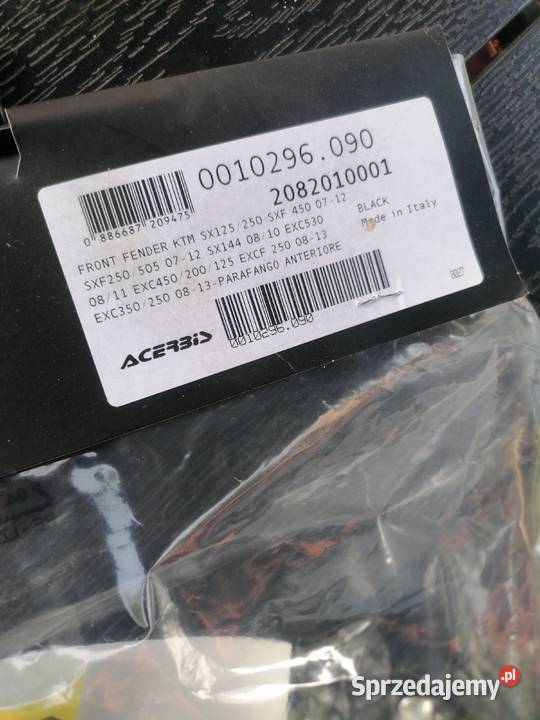 0010296.090
2082010001
0 886687 209475
FRONT FENDER KTM SX125/250 SXF 450 07-12
SXF250/505 07-12 SX144 08/10 EXC530
08/11 EXC450/200/125 EXCF 250 08-13
EXC350/250 08-13-PARAFANGO ANTERIORE
BLACK
Made in Italy
ACERBIS
0010296.090
Sprzedajemy.pl